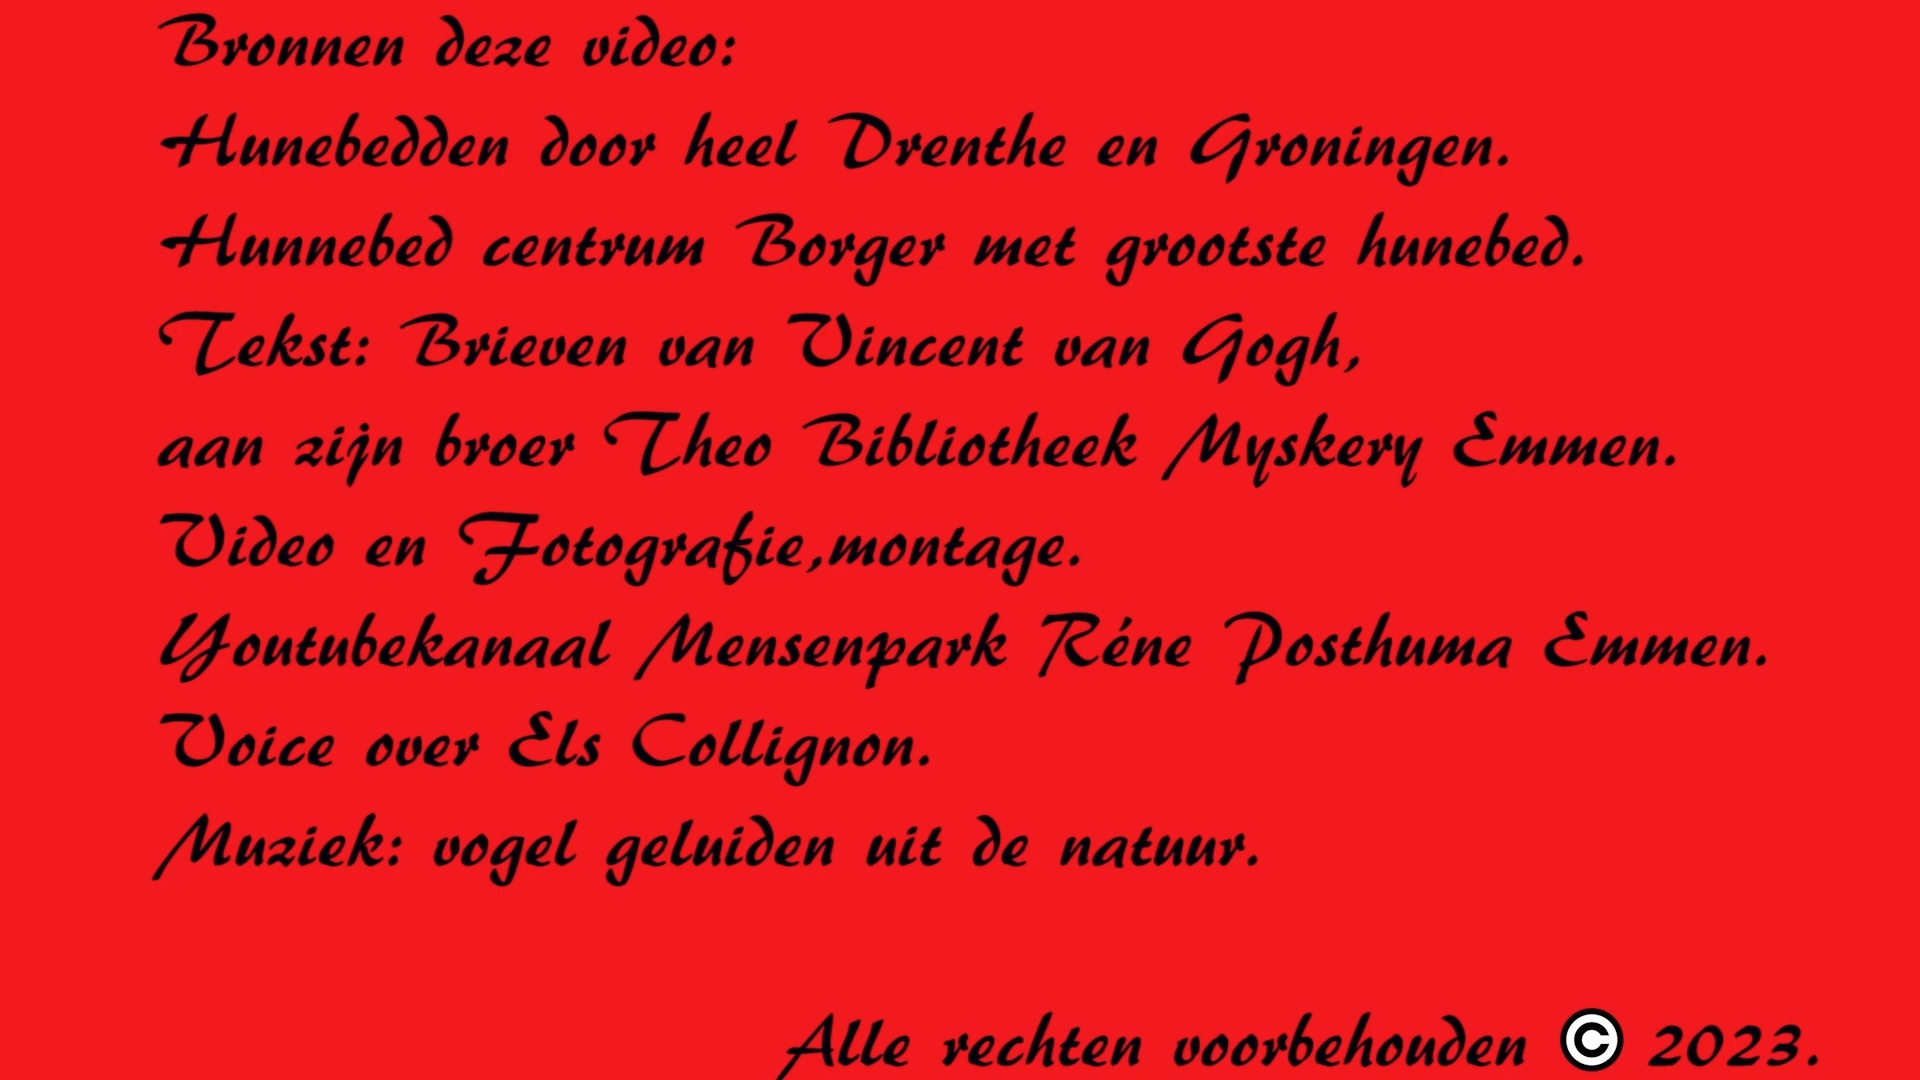 Bronnen deze video:
Hunebedden door heel Drenthe en Groningen.
Hunnebed centrum Borger met grootste hunebed.
Tekst: Brieven van Vincent van Gogh,
aan zijn broer Theo Bibliotheek Myskery Emmen.
Video en Fotografie,montage.
Youtubekanaal Mensenpark Réne Posthuma Emmen.
Voice over Els Collignon.
Muziek: vogel geluiden uit de natuur.
Alle rechten voorbehouden © 2023.